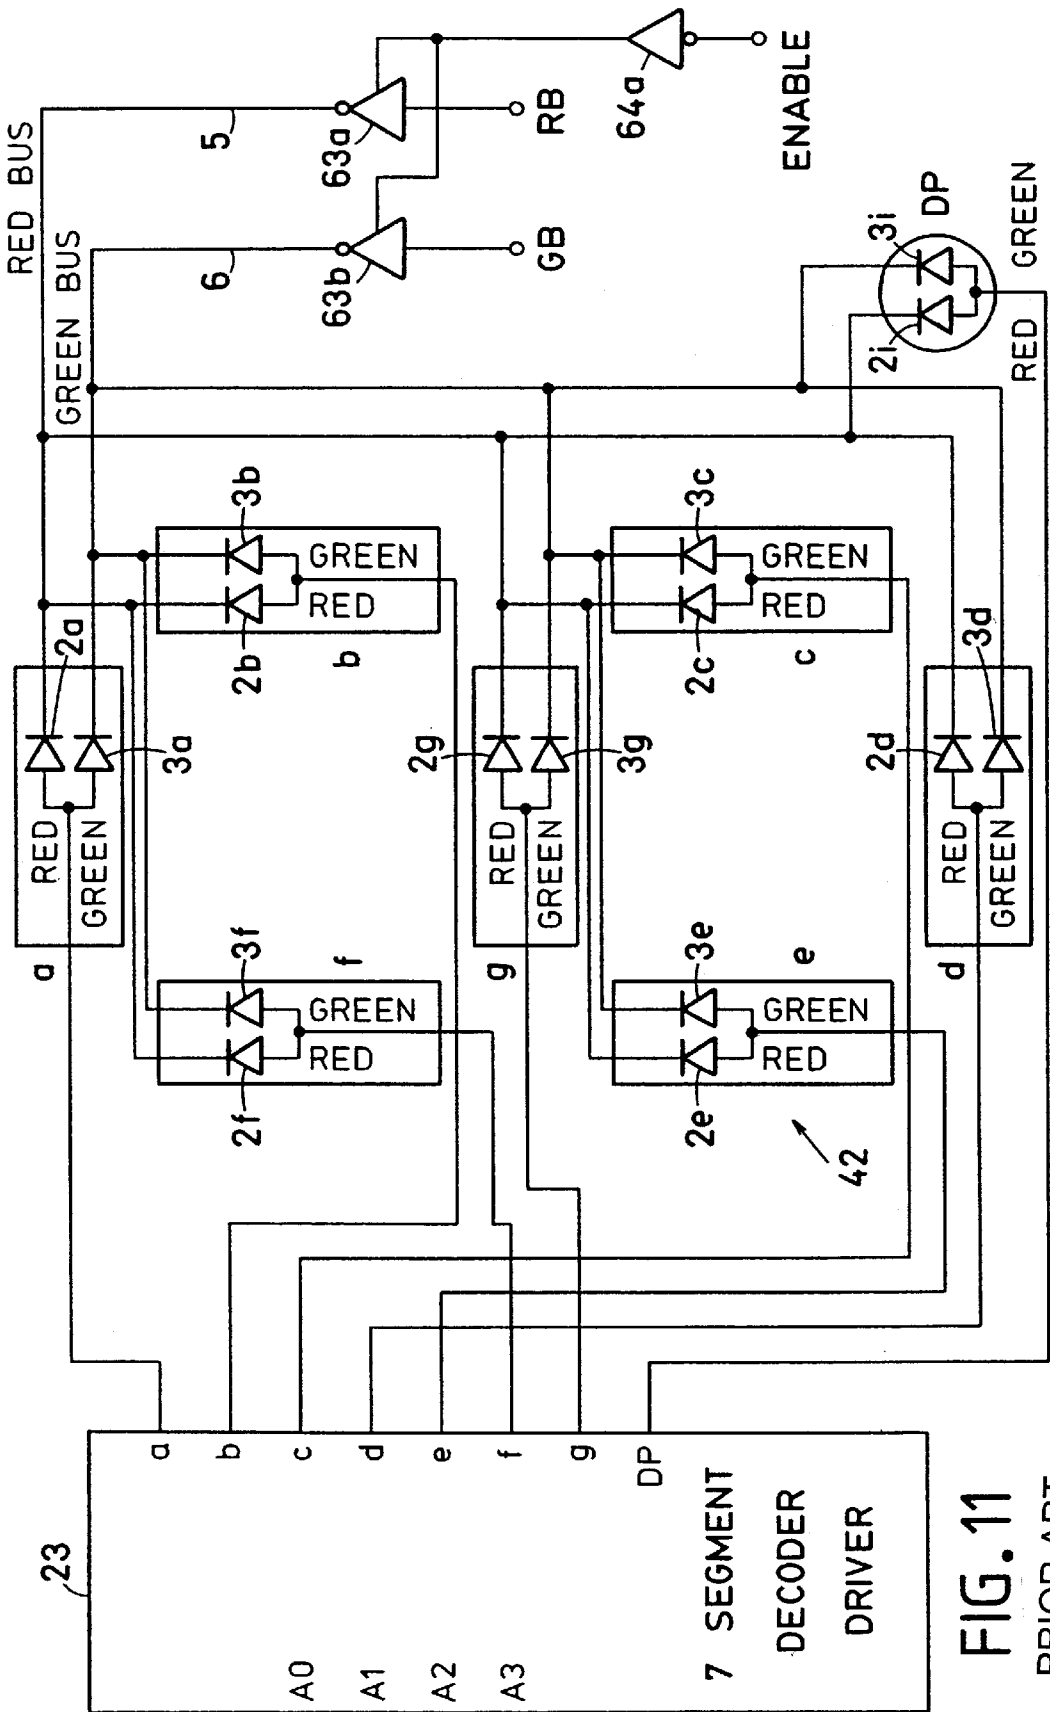 RED BUS
GREEN BUS
5
6
63a
63b
RB
GB
64a
ENABLE
a
RED
GREEN
2a
3a
f
2f
3f
RED
GREEN
b
2b
3b
RED
GREEN
g
RED
GREEN
2g
3g
e
2e
3e
RED
GREEN
c
2c
3c
RED
GREEN
d
RED
GREEN
2d
3d
2i
3i
DP
RED
GREEN
42
23
A0
A1
A2
A3
a
b
c
d
e
f
g
DP
7 SEGMENT
DECODER
DRIVER
FIG. 11
PRIOR ART